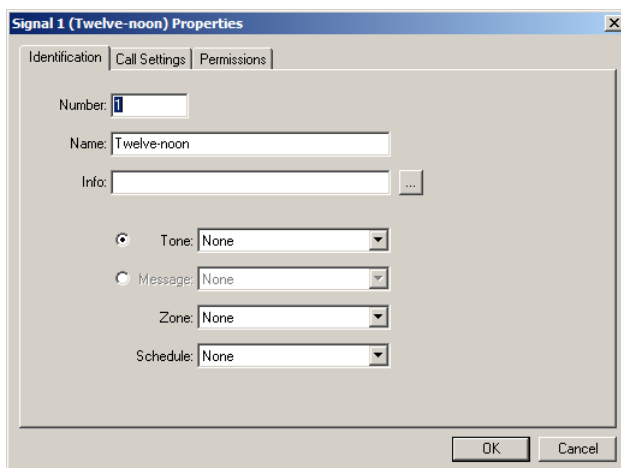 Signal 1 (Twelve-noon) Properties
Identification Call Settings Permissions
Number: 1
Name: Twelve-noon
Info: ...
Tone: None
Message: None
Zone: None
Schedule: None
OK Cancel